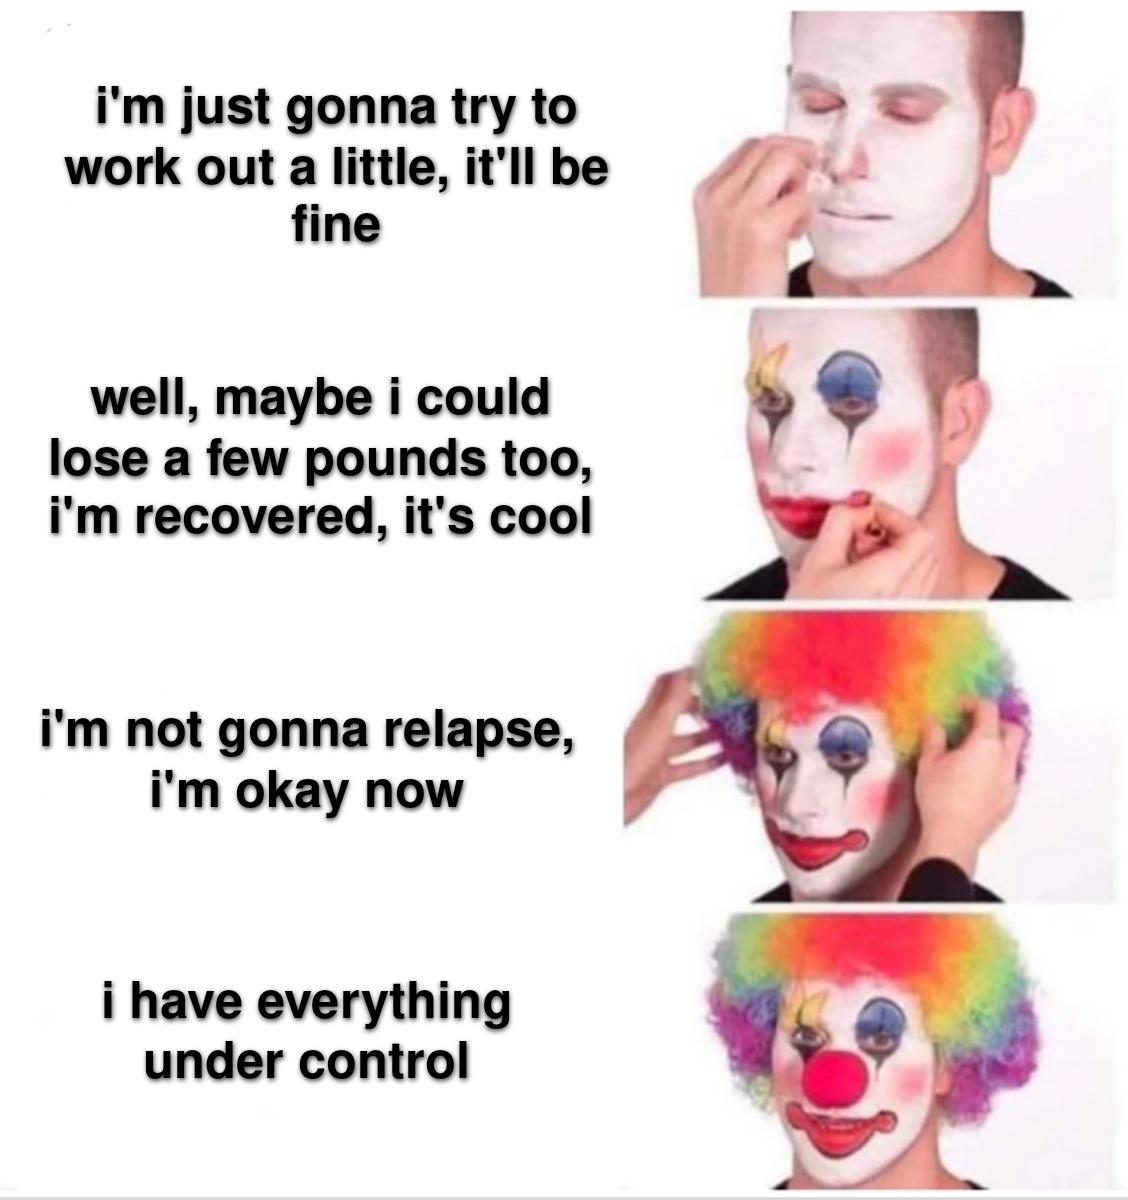 i'm just gonna try to
work out a little, it'll be
fine
well, maybe i could
lose a few pounds too,
i'm recovered, it's cool
i'm not gonna relapse,
i'm okay now
i have everything
under control